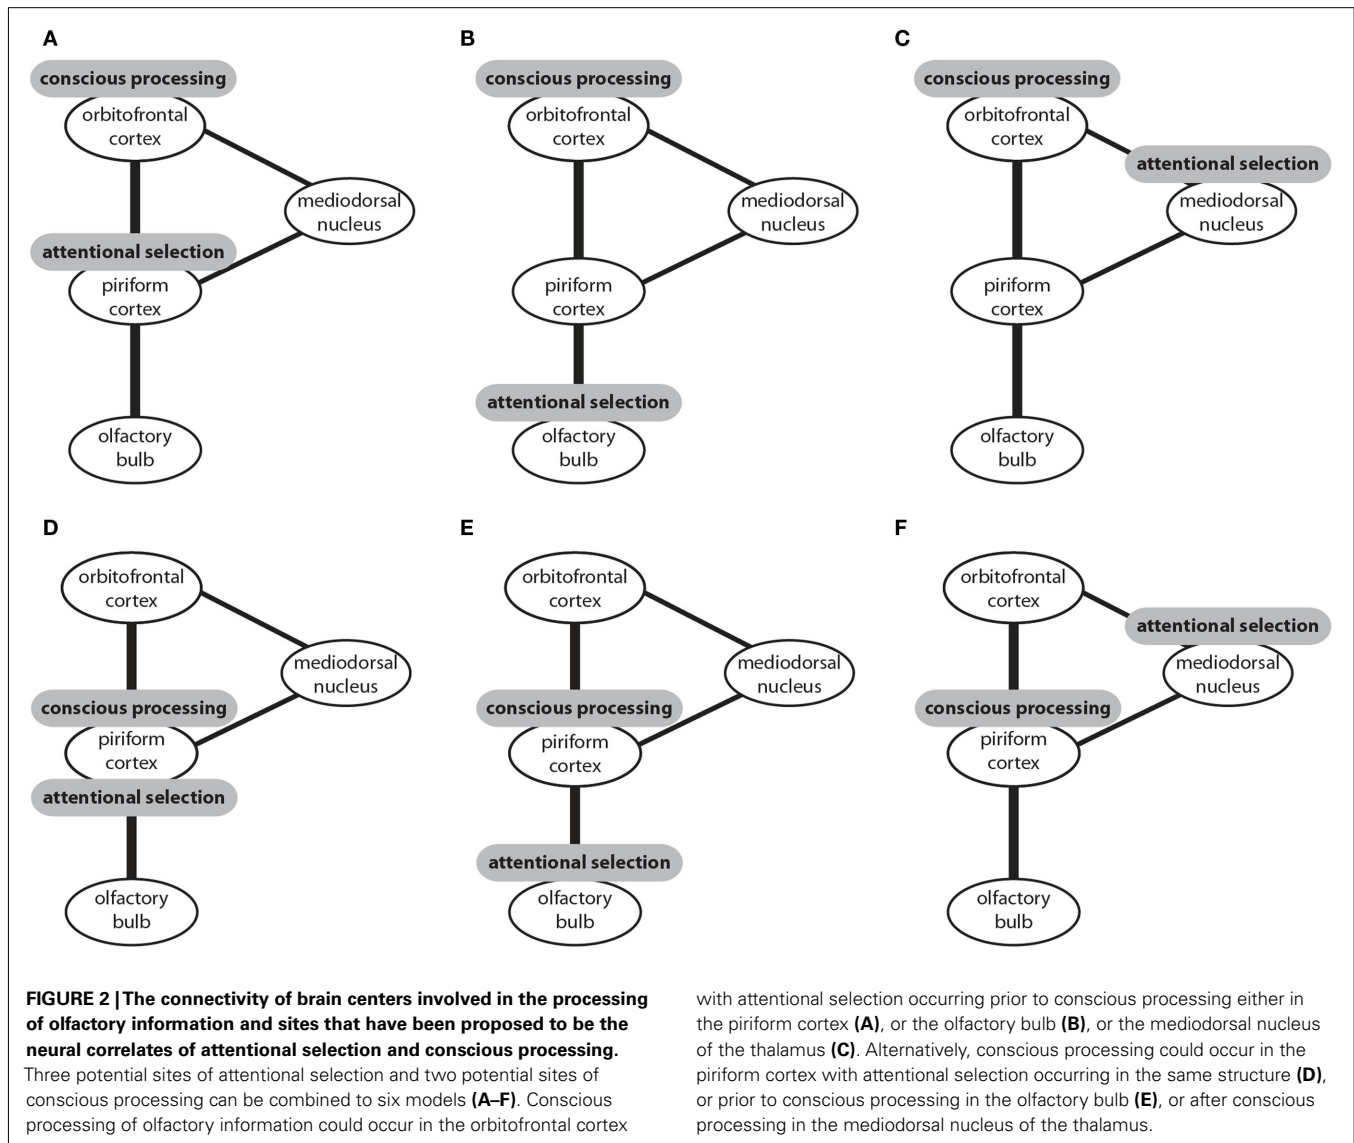 A
conscious processing
orbitofrontal
cortex
mediodorsal
nucleus
attentional selection
piriform
cortex
olfactory
bulb
B
conscious processing
orbitofrontal
cortex
mediodorsal
nucleus
piriform
cortex
attentional selection
olfactory
bulb
C
conscious processing
orbitofrontal
cortex
attentional selection
mediodorsal
nucleus
piriform
cortex
olfactory
bulb
D
orbitofrontal
cortex
mediodorsal
nucleus
conscious processing
piriform
cortex
attentional selection
olfactory
bulb
E
orbitofrontal
cortex
mediodorsal
nucleus
conscious processing
piriform
cortex
attentional selection
olfactory
bulb
F
orbitofrontal
cortex
attentional selection
mediodorsal
nucleus
conscious processing
piriform
cortex
olfactory
bulb
FIGURE 2 | The connectivity of brain centers involved in the processing
of olfactory information and sites that have been proposed to be the
neural correlates of attentional selection and conscious processing.
Three potential sites of attentional selection and two potential sites of
conscious processing can be combined to six models (A–F). Conscious
processing of olfactory information could occur in the orbitofrontal cortex
with attentional selection occurring prior to conscious processing either in
the piriform cortex (A), or the olfactory bulb (B), or the mediodorsal nucleus
of the thalamus (C). Alternatively, conscious processing could occur in the
piriform cortex with attentional selection occurring in the same structure (D),
or prior to conscious processing in the olfactory bulb (E), or after conscious
processing in the mediodorsal nucleus of the thalamus.